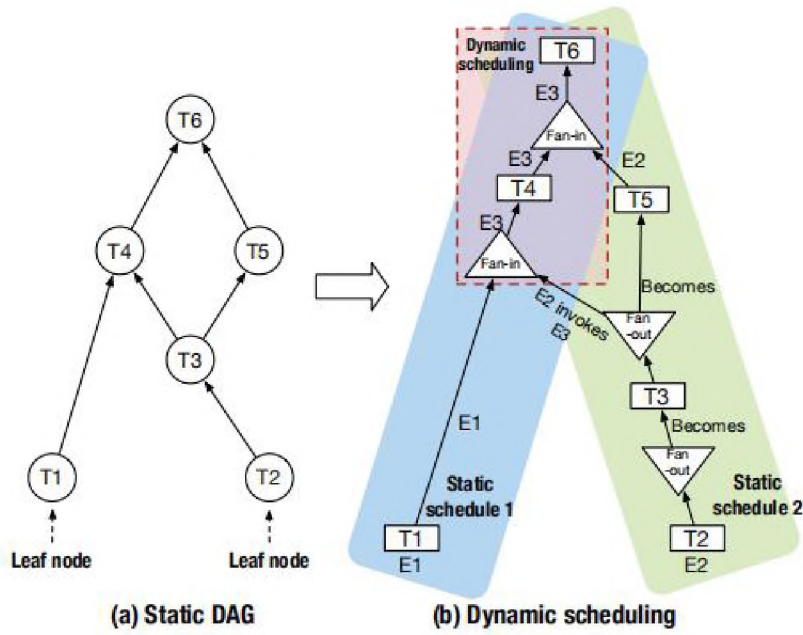 T6
T4
T5
T3
T1
T2
Leaf node
Leaf node
(a) Static DAG
Dynamic
scheduling
T6
E3
Fan-in
E3
E2
T4
T5
E3
Fan-in
Becomes
E2 invokes
E3
Fan
-out
T3
E1
Becomes
Fan
-out
Static
schedule 1
Static
schedule 2
T1
E1
T2
E2
(b) Dynamic scheduling